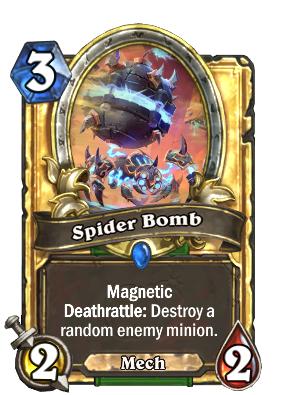 3
Spider Bomb
Magnetic
Deathrattle: Destroy a
random enemy minion.
2
Mech
2